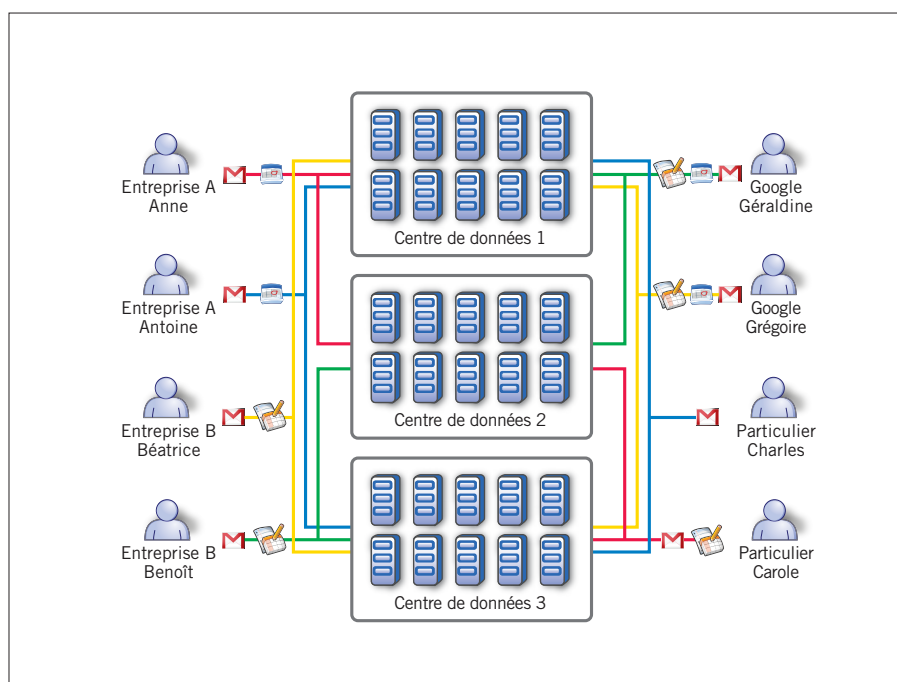 Entreprise A
Anne
Entreprise A
Antoine
Entreprise B
Béatrice
Entreprise B
Benoît
Centre de données 1
Centre de données 2
Centre de données 3
Google
Géraldine
Google
Grégoire
Particulier
Charles
Particulier
Carole